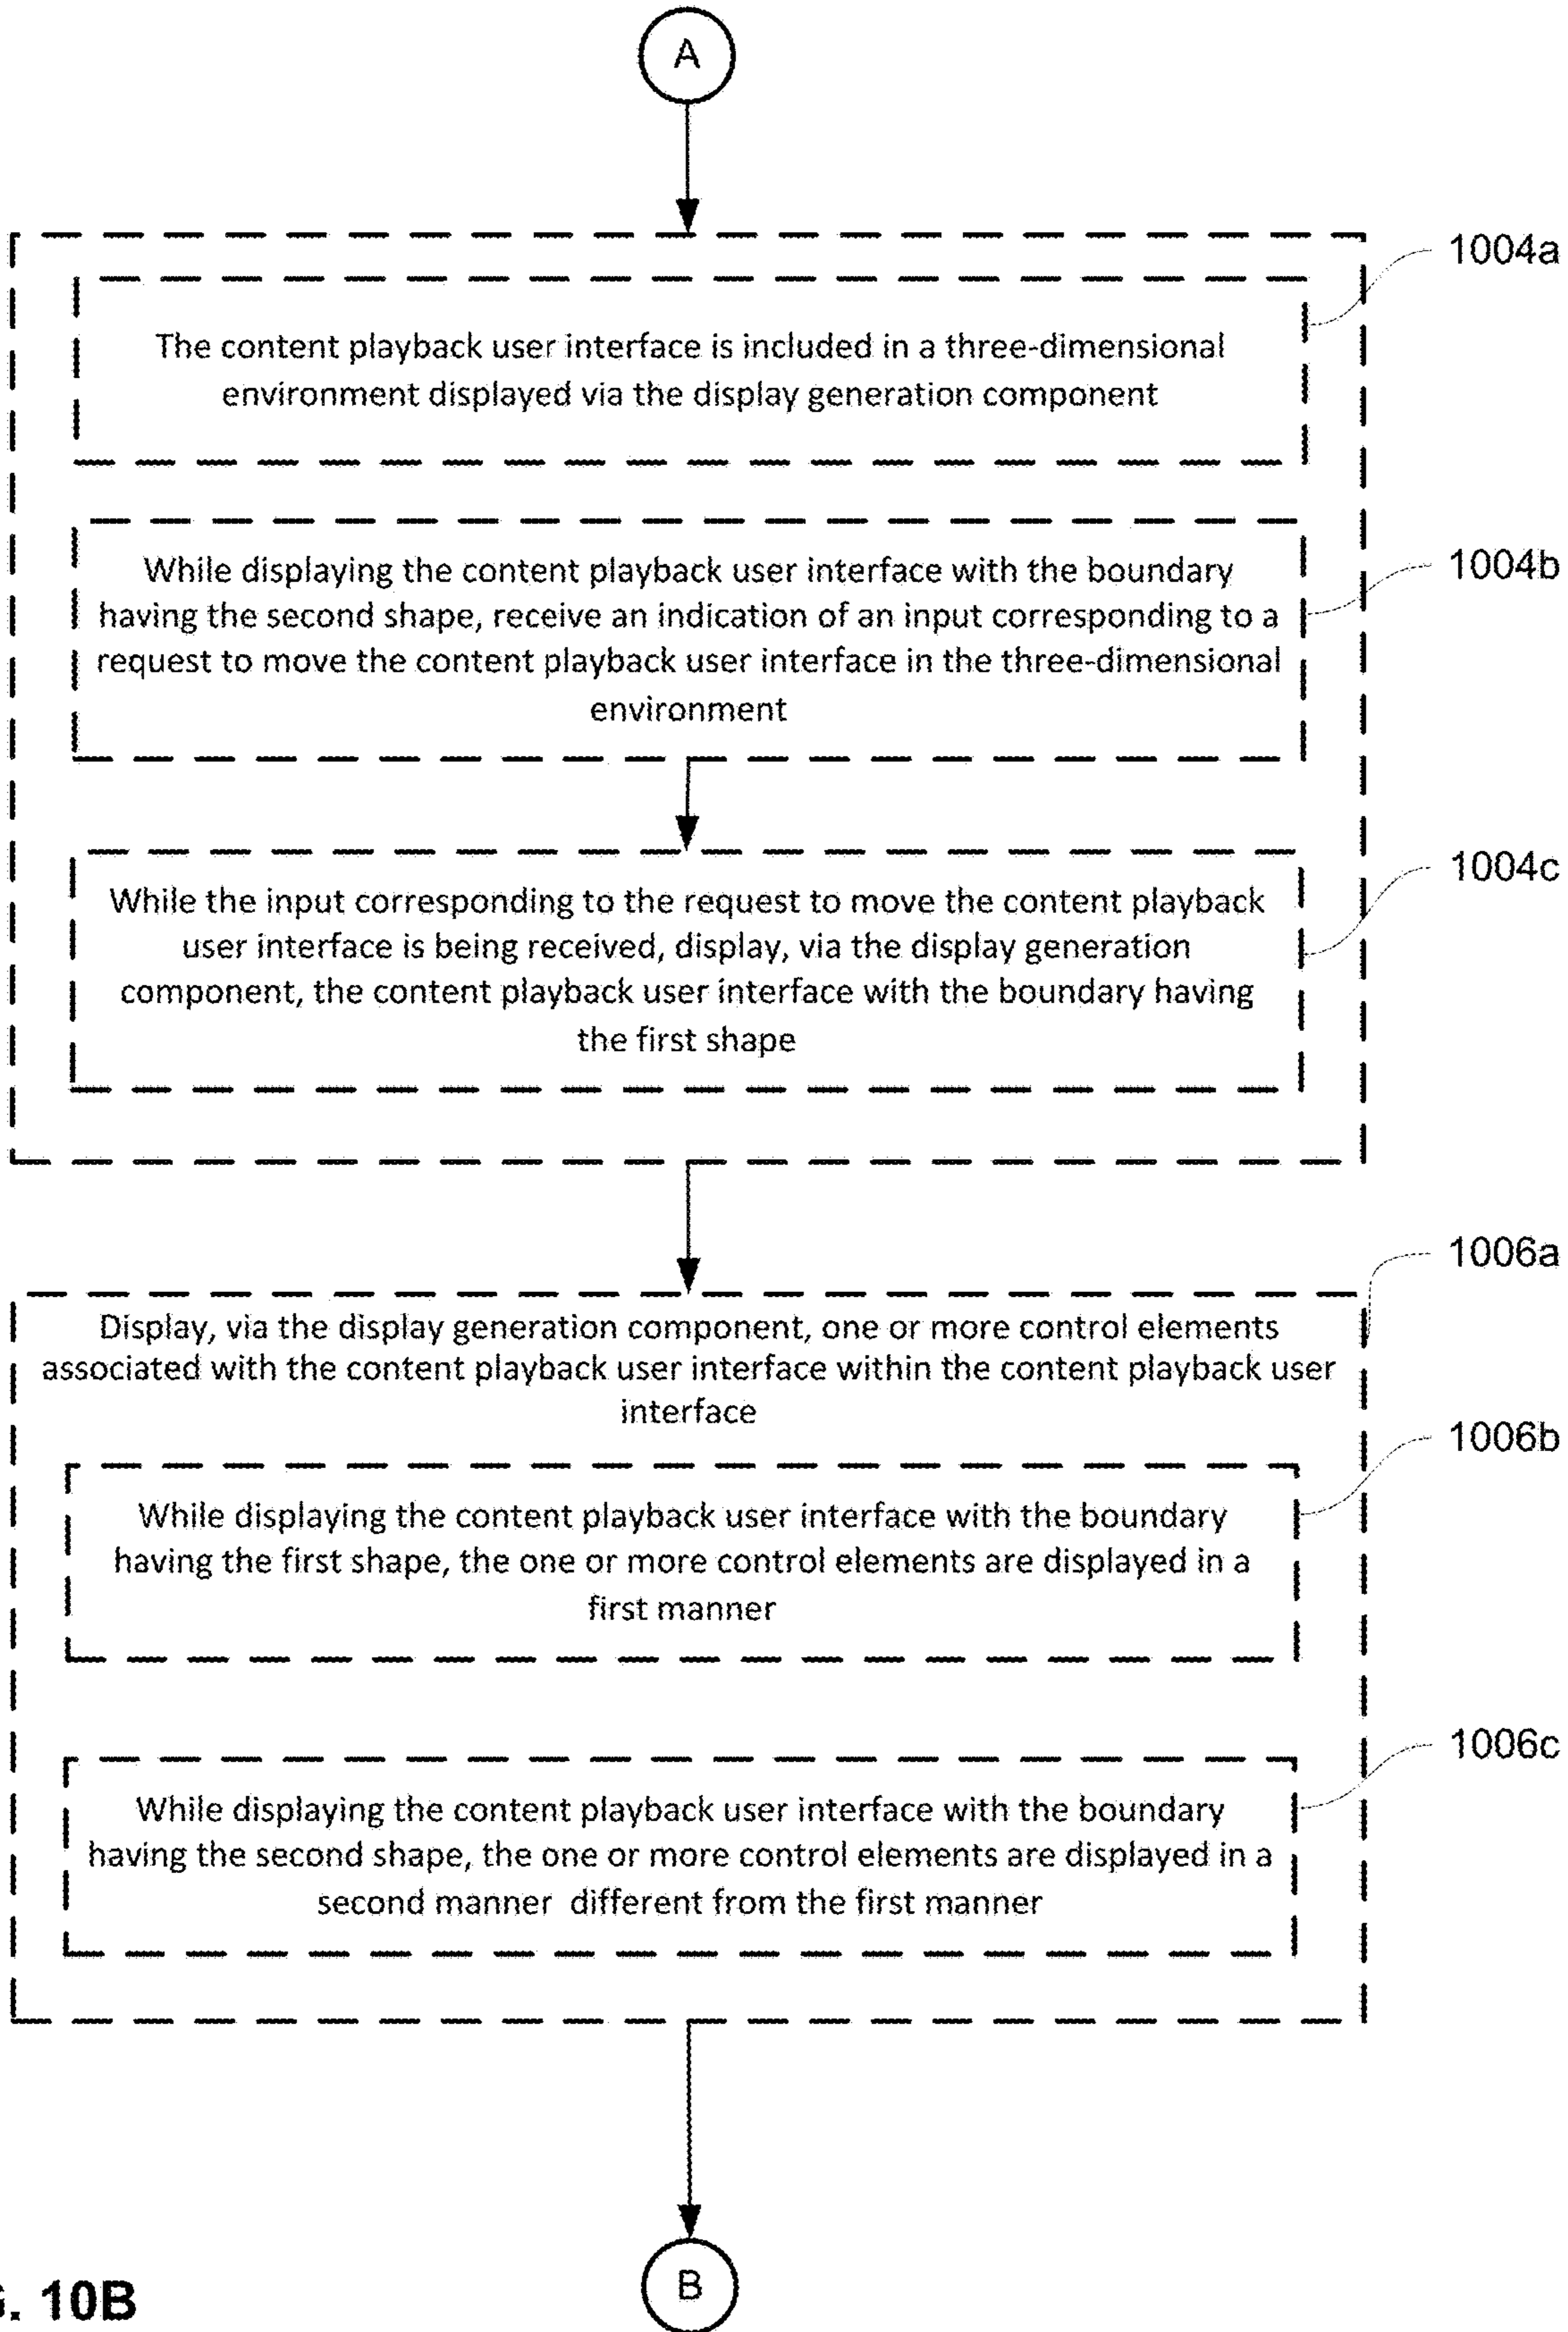 A
1004a
The content playback user interface is included in a three-dimensional
environment displayed via the display generation component
1004b
While displaying the content playback user interface with the boundary
having the second shape, receive an indication of an input corresponding to a
request to move the content playback user interface in the three-dimensional
environment
1004c
While the input corresponding to the request to move the content playback
user interface is being received, display, via the display generation
component, the content playback user interface with the boundary having
the first shape
1006a
Display, via the display generation component, one or more control elements
associated with the content playback user interface within the content playback user
interface
1006b
While displaying the content playback user interface with the boundary
having the first shape, the one or more control elements are displayed in a
first manner
1006c
While displaying the content playback user interface with the boundary
having the second shape, the one or more control elements are displayed in a
second manner different from the first manner
B
. 10B